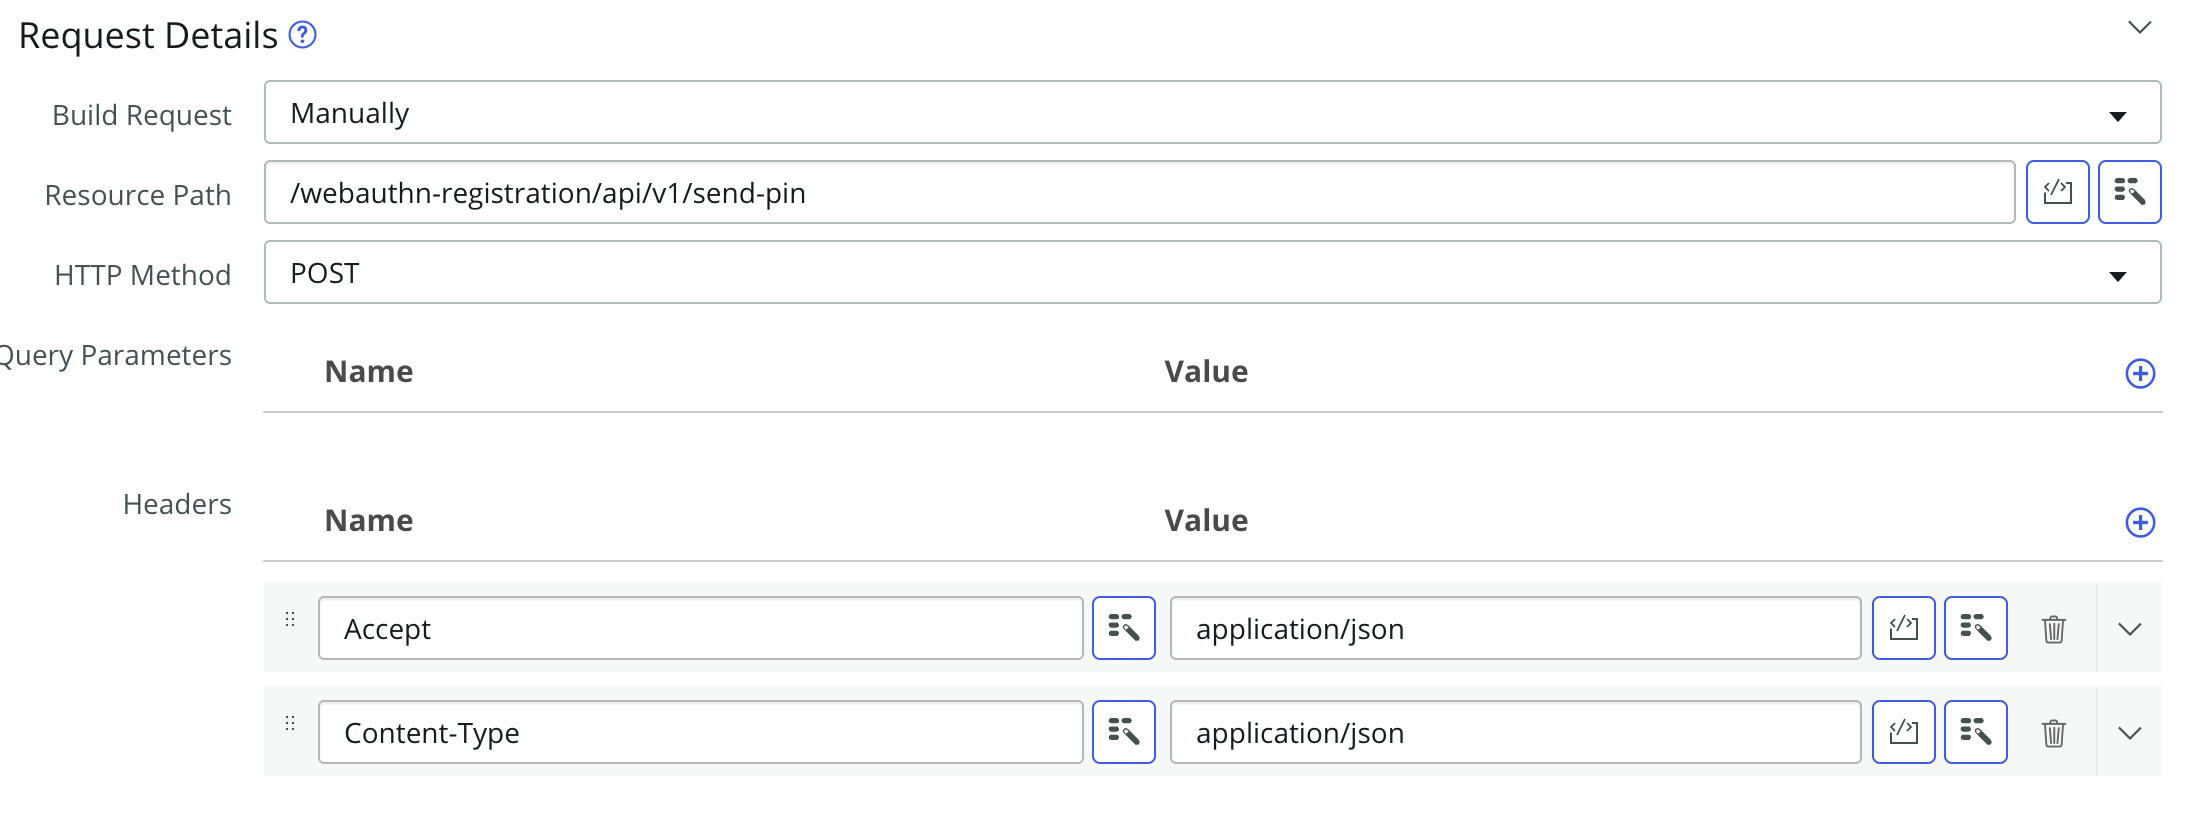 Request Details
Build Request Manually
Resource Path /webauthn-registration/api/v1/send-pin
HTTP Method POST
Query Parameters Name Value
Headers Name Value
Accept application/json
Content-Type application/json